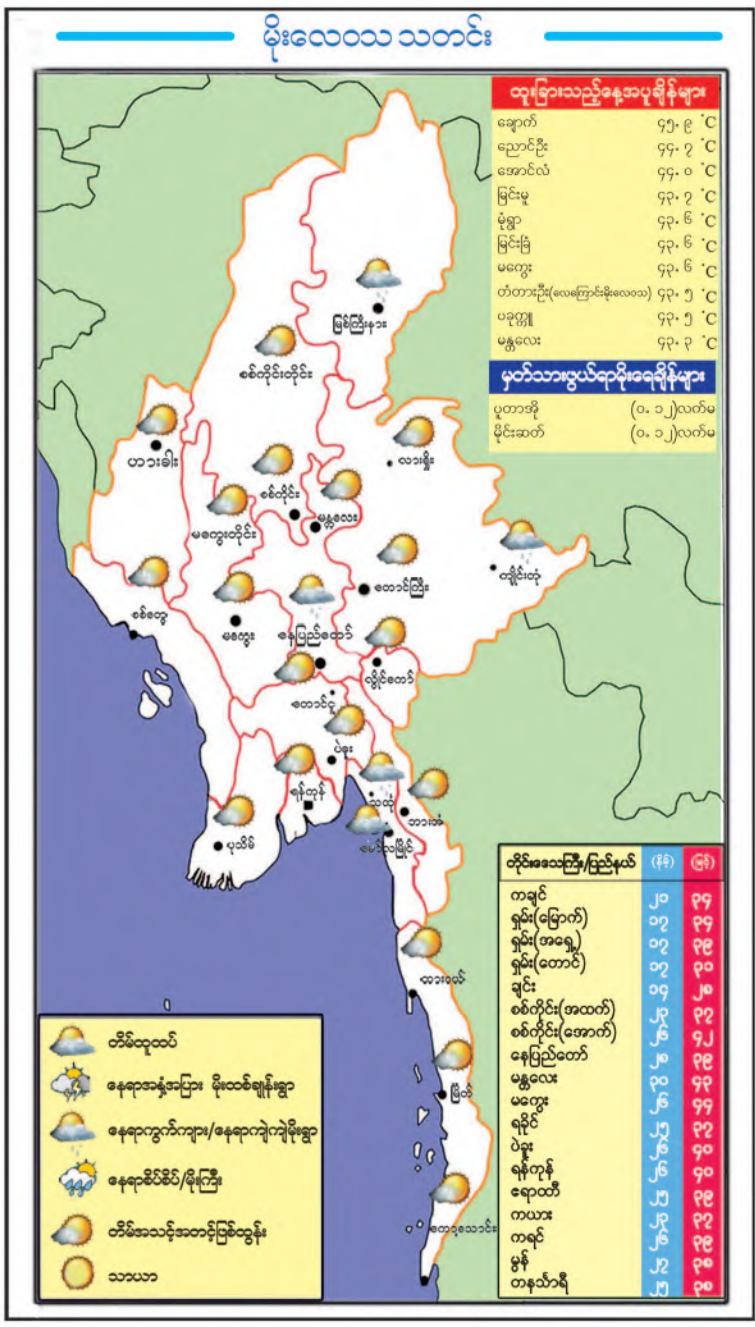 မိုးလေဝသ သတင်း
ထူးခြားသည့်နေ့အပူချိန်များ
ချောက် ၄၅.၉ °C
ညောင်ဦး ၄၄.၇ °C
အောင်လံ ၄၄.၀ °C
မြင်းမူ ၄၃.၇ °C
မုံရွာ ၄၃.၆ °C
မြင်းခြံ ၄၃.၆ °C
မကွေး ၄၃.၆ °C
တံတားဦး(လေကြောင်းမိုးလေဝသ) ၄၃.၅ °C
ပခုက္ကူ ၄၃.၅ °C
မန္တလေး ၄၃.၃ °C
မှတ်သားဖွယ်ရာမိုးရေချိန်များ
ပူတာအို (၀.၁၂)လက်မ
မိုင်းဆတ် (၀.၁၂)လက်မ
မြစ်ကြီးနား
စစ်ကိုင်းတိုင်း
ဟားခါး
လားရှိုး
စစ်ကိုင်း
မန္တလေး
မကွေးတိုင်း
ကျိုင်းတုံ
တောင်ကြီး
စစ်တွေ
မကွေး
နေပြည်တော်
လွိုင်ကော်
တောင်ငူ
ပဲခူး
ရန်ကုန်
သထုံ
ဘားအံ
ပုသိမ်
မော်လမြိုင်
ထားဝယ်
မြိတ်
ကော့သောင်း
တိုင်းဒေသကြီး/ပြည်နယ် (နိမ့်) (မြင့်)
ကချင် ၂၀ ၃၄
ရှမ်း(မြောက်) ၁၇ ၃၄
ရှမ်း(အရှေ့) ၁၇ ၃၉
ရှမ်း(တောင်) ၁၇ ၃၁
ချင်း ၁၄ ၂၈
စစ်ကိုင်း(အထက်) ၂၃ ၃၇
စစ်ကိုင်း(အောက်) ၂၆ ၄၂
နေပြည်တော် ၂၈ ၃၉
မန္တလေး ၃၀ ၄၃
မကွေး ၂၆ ၄၄
ရခိုင် ၂၅ ၃၇
ပဲခူး ၂၆ ၄၀
ရန်ကုန် ၂၆ ၄၀
ဧရာဝတီ ၂၅ ၃၉
ကယား ၂၃ ၃၇
ကရင် ၂၆ ၃၉
မွန် ၂၇ ၃၈
တနင်္သာရီ ၂၅ ၃၈
တိမ်ထူထပ်
နေရာအနှံ့အပြား မိုးထစ်ချုန်းရွာ
နေရာကွက်ကျား/နေရာကျဲကျဲမိုးရွာ
နေရာစိပ်စိပ်/မိုးကြီး
တိမ်အသင့်အတင့်ဖြစ်ထွန်း
သာယာ